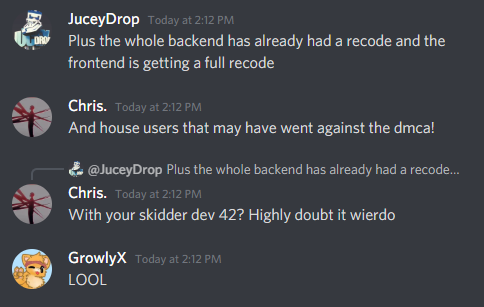 JuceyDrop Today at 2:12 PM
Plus the whole backend has already had a recode and the
frontend is getting a full recode
Chris. Today at 2:12 PM
And house users that may have went against the dmca!
@JuceyDrop Plus the whole backend has already had a recode...
Chris. Today at 2:12 PM
With your skidder dev 42? Highly doubt it wierdo
GrowlyX Today at 2:12 PM
LOOL